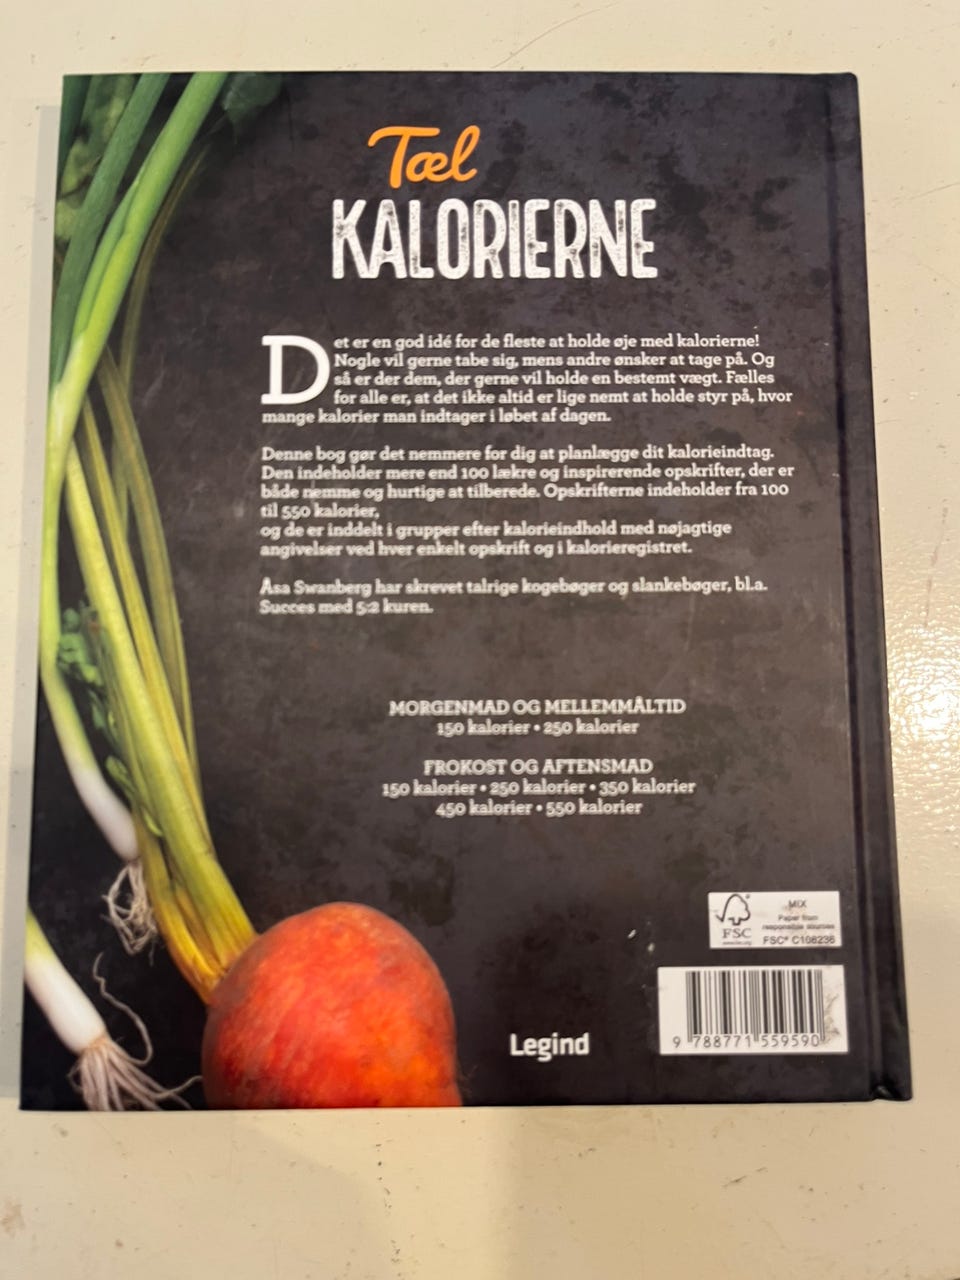 Tæl
KALORIERNE
Det er en god idé for de fleste at holde øje med kalorierne!
Nogle vil gerne tabe sig, mens andre ønsker at tage på. Og
så er der dem, der gerne vil holde en bestemt vægt. Fælles
for alle er, at det ikke altid er lige nemt at holde styr på, hvor
mange kalorier man indtager i løbet af dagen.
Denne bog gør det nemmere for dig at planlægge dit kalorieindtag.
Den indeholder mere end 100 lækre og inspirerende opskrifter, der er
både nemme og hurtige at tilberede. Opskrifterne indeholder fra 100
til 550 kalorier,
og de er inddelt i grupper efter kalorieindhold med nøjagtige
angivelser ved hver enkelt opskrift og i kalorieregistret.
Åsa Swanberg har skrevet talrige kogebøger og slankebøger, bl.a.
Succes med 5:2 kuren.
MORGENMAD OG MELLEMMÅLTID
150 kalorier • 250 kalorier
FROKOST OG AFTENSMAD
150 kalorier • 250 kalorier • 350 kalorier
450 kalorier • 550 kalorier
FSC
MIX
Paper from
responsible sources
FSC® C106236
Legind
9 788771 559590